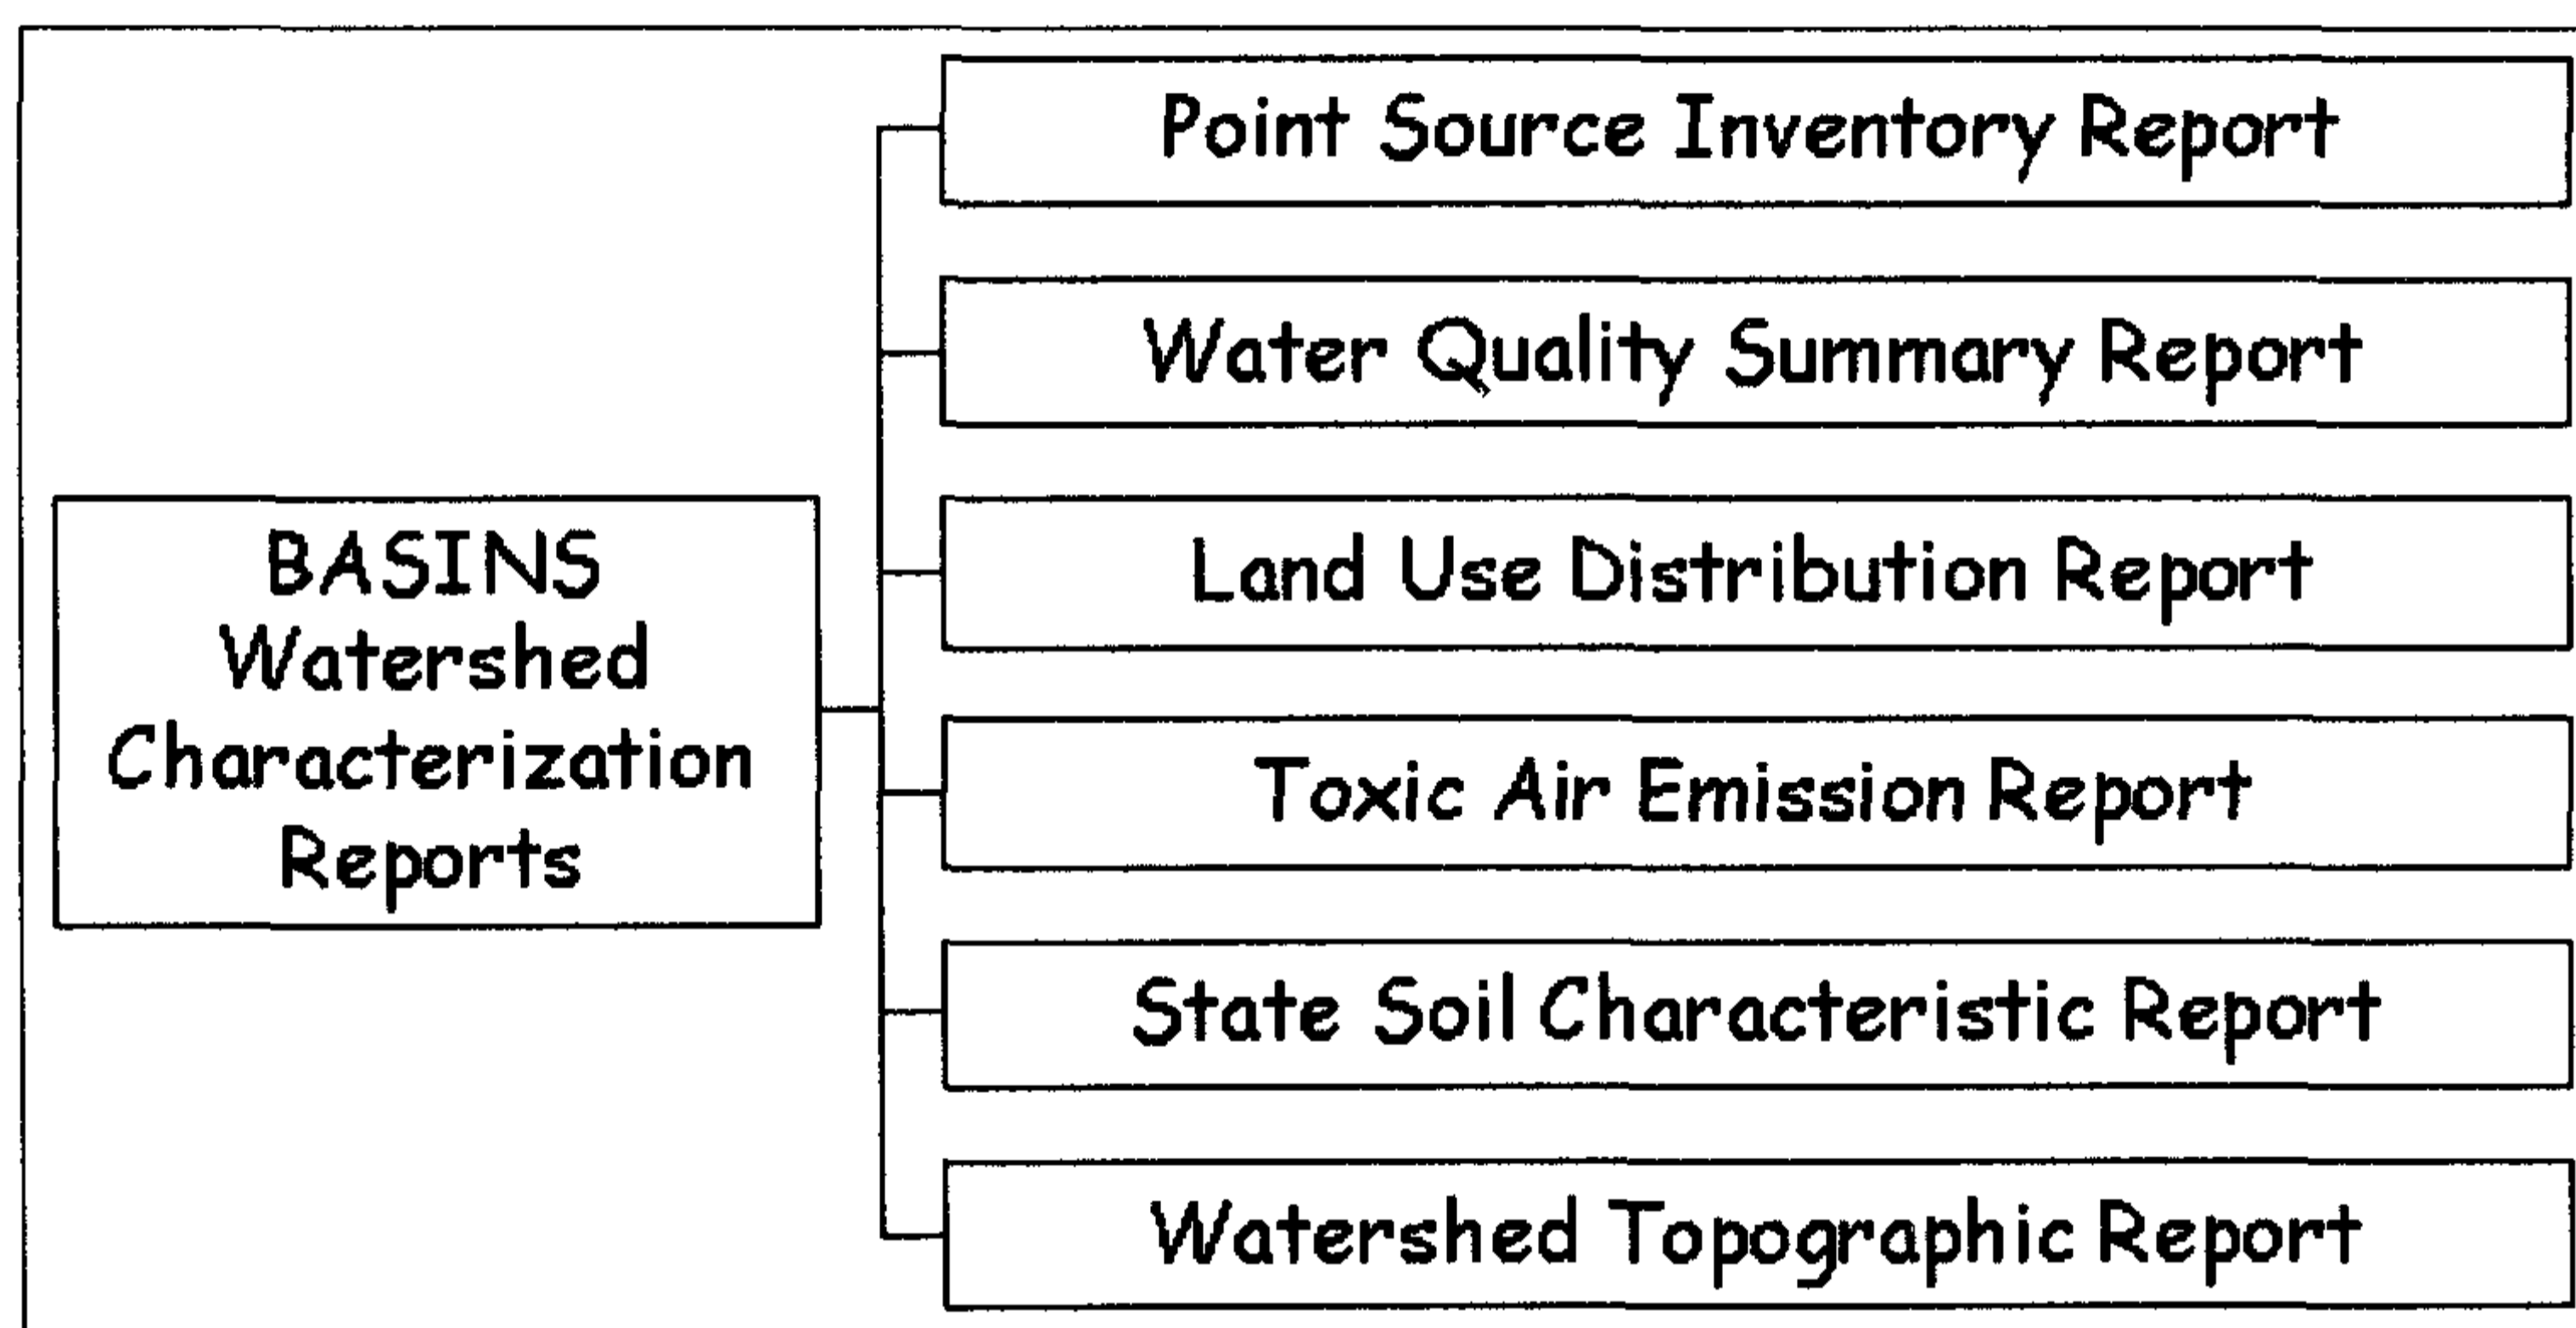 Point Source Inventory Report
Water Quality Summary Report
Land Use Distribution Report
BASINS
Watershed
Characterization
Reports
Toxic Air Emission Report
State Soil Characteristic Report
Watershed Topographic Report